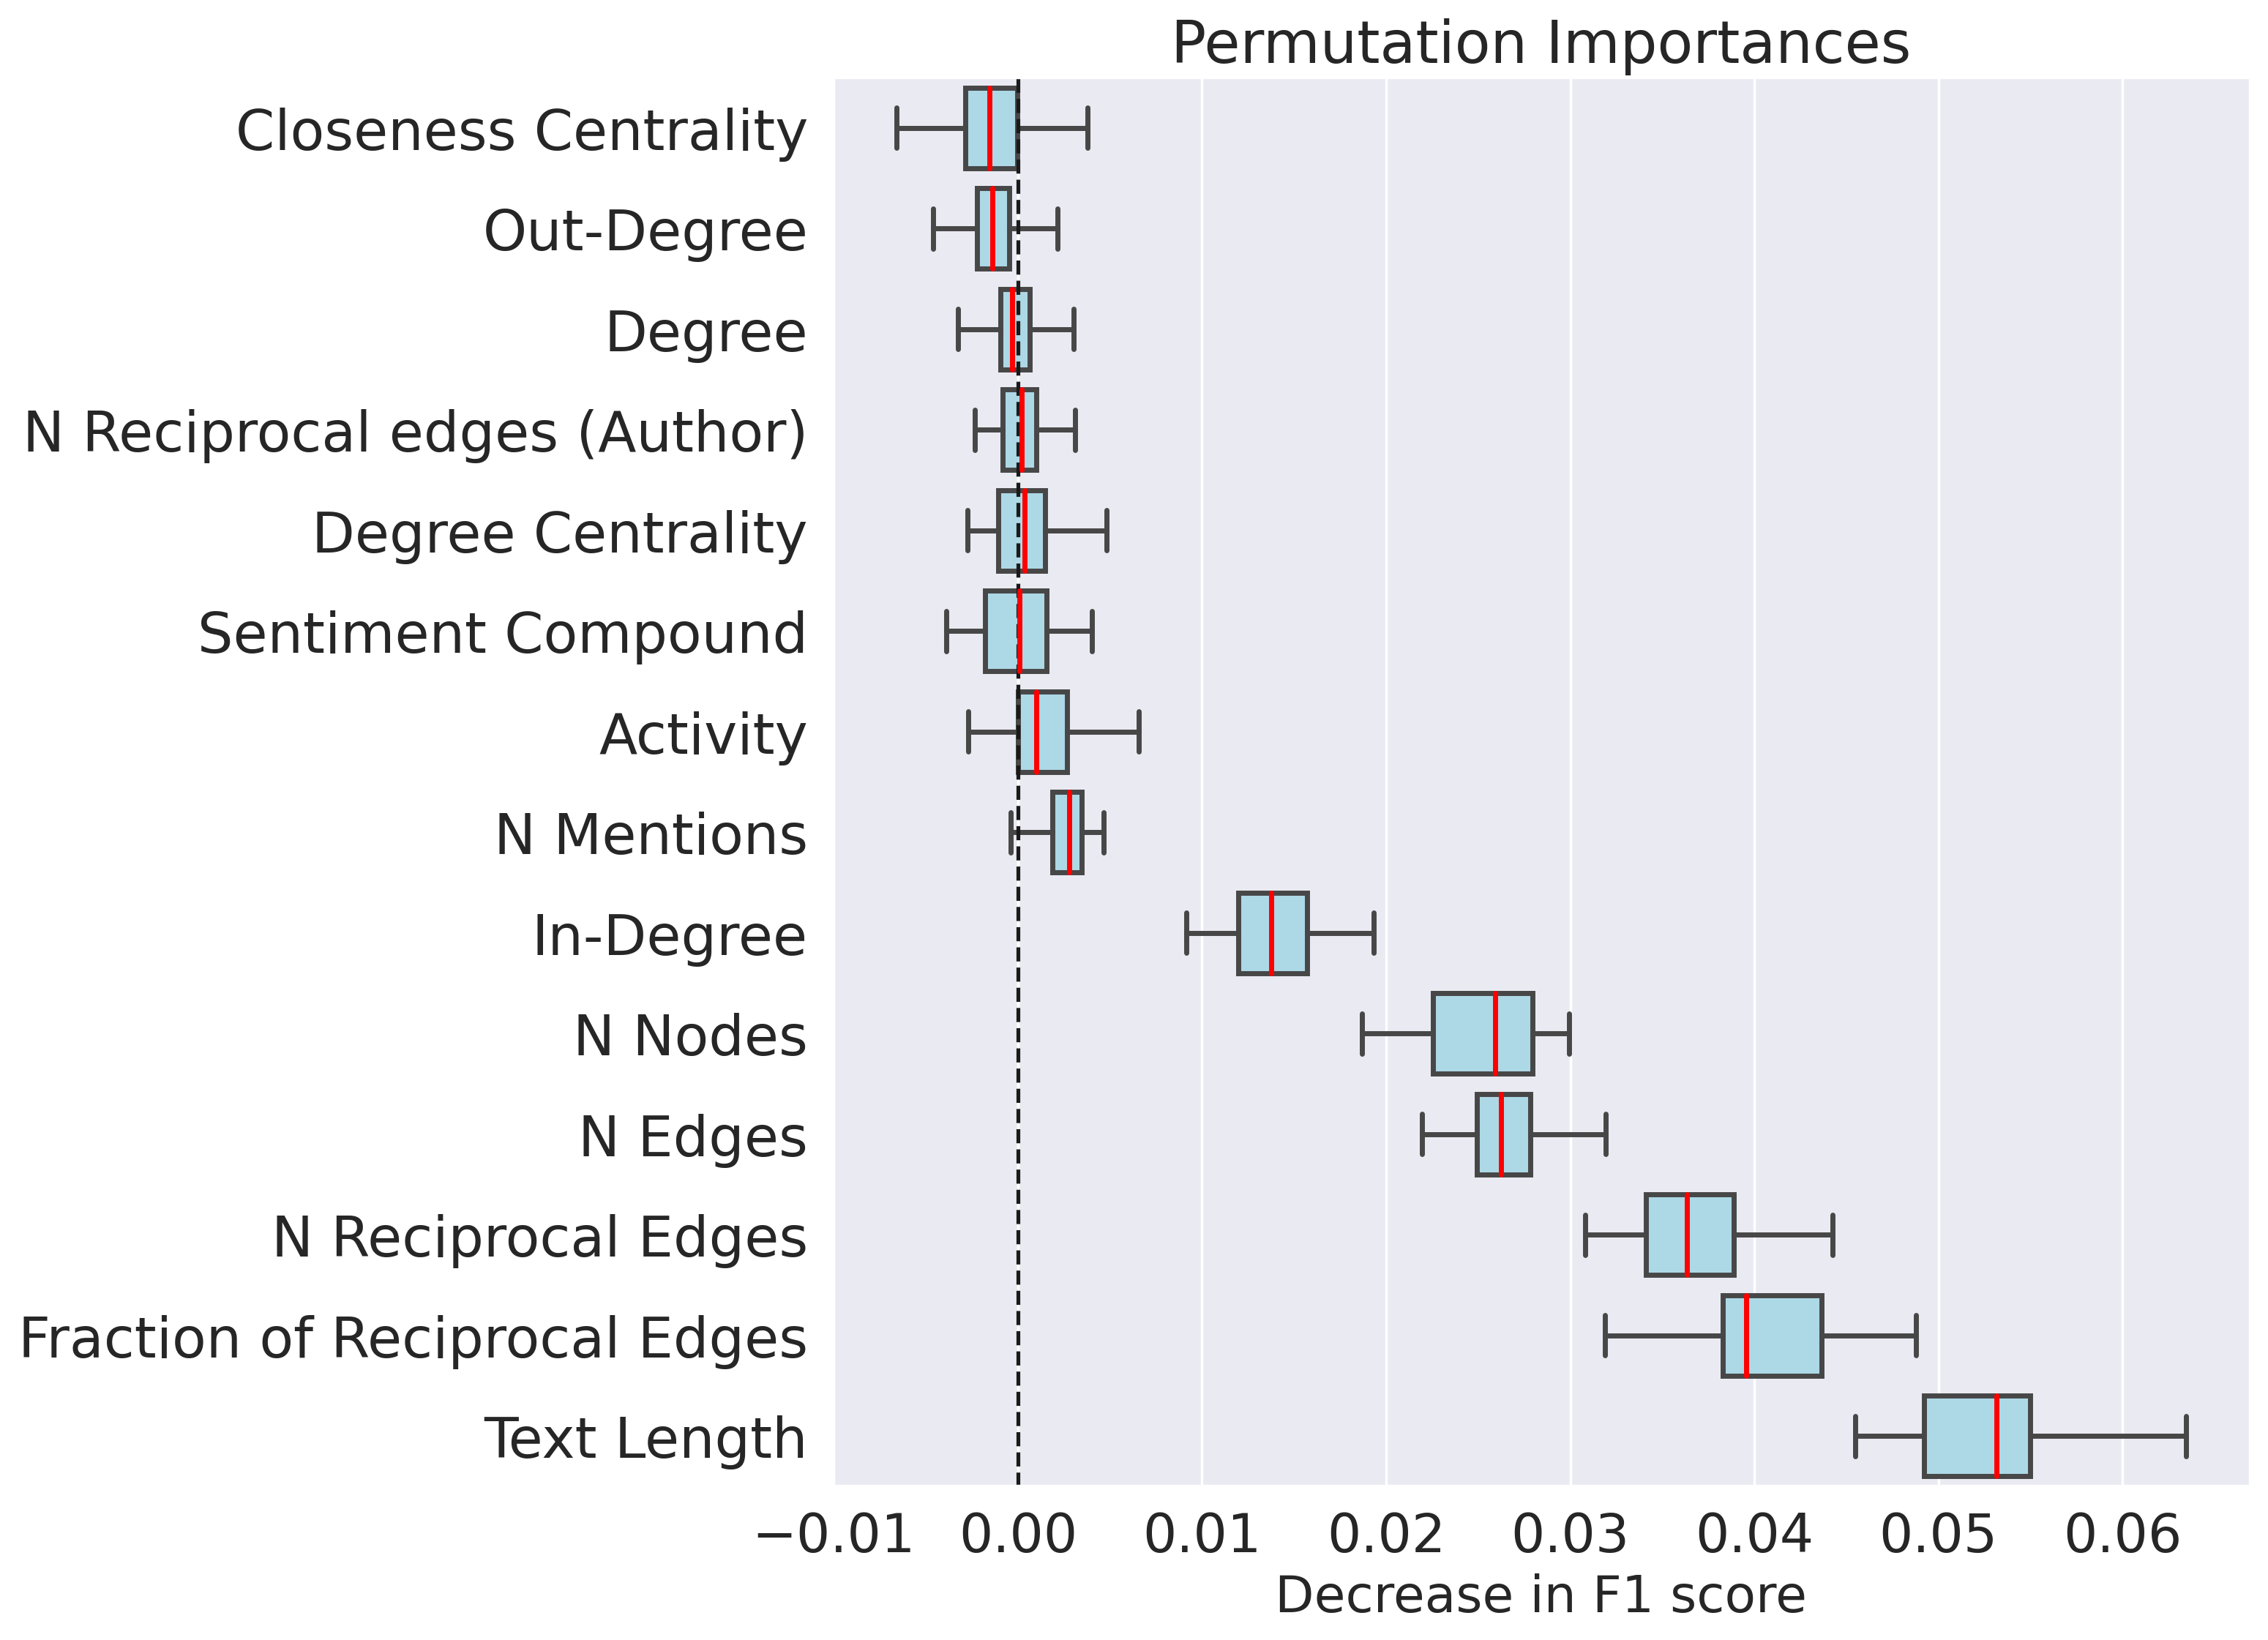 Permutation Importances
Closeness Centrality
Out-Degree
Degree
N Reciprocal edges (Author)
Degree Centrality
Sentiment Compound
Activity
N Mentions
In-Degree
N Nodes
N Edges
N Reciprocal Edges
Fraction of Reciprocal Edges
Text Length
−0.01 0.00 0.01 0.02 0.03 0.04 0.05 0.06
Decrease in F1 score